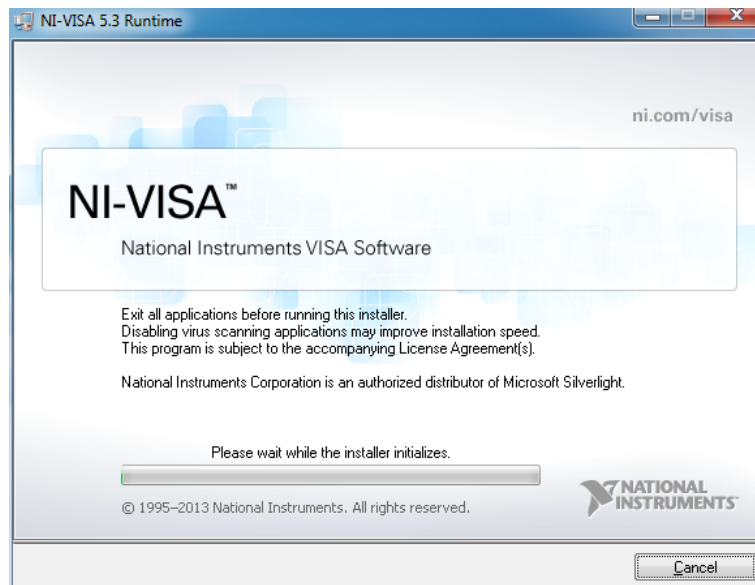 NI-VISA 5.3 Runtime
ni.com/visa
NI-VISA™
National Instruments VISA Software
Exit all applications before running this installer.
Disabling virus scanning applications may improve installation speed.
This program is subject to the accompanying License Agreement(s).
National Instruments Corporation is an authorized distributor of Microsoft Silverlight.
Please wait while the installer initializes.
© 1995–2013 National Instruments. All rights reserved.
NATIONAL
INSTRUMENTS™
Cancel